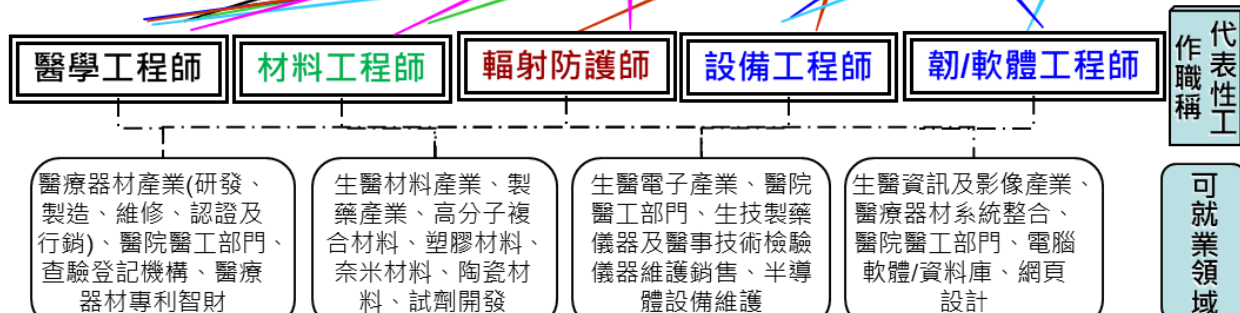 醫學工程師
材料工程師
輻射防護師
設備工程師
韌/軟體工程師
代表性工
作職稱
醫療器材產業(研發、
製造、維修、認證及
行銷)、醫院醫工部門、
查驗登記機構、醫療
器材專利智財
生醫材料產業、製
藥產業、高分子複
合材料、塑膠材料、
奈米材料、陶瓷材
料、試劑開發
生醫電子產業、醫院
醫工部門、生技製藥
儀器及醫事技術檢驗
儀器維護銷售、半導
體設備維護
生醫資訊及影像產業、
醫療器材系統整合、
醫院醫工部門、電腦
軟體/資料庫、網頁
設計
可就業領域